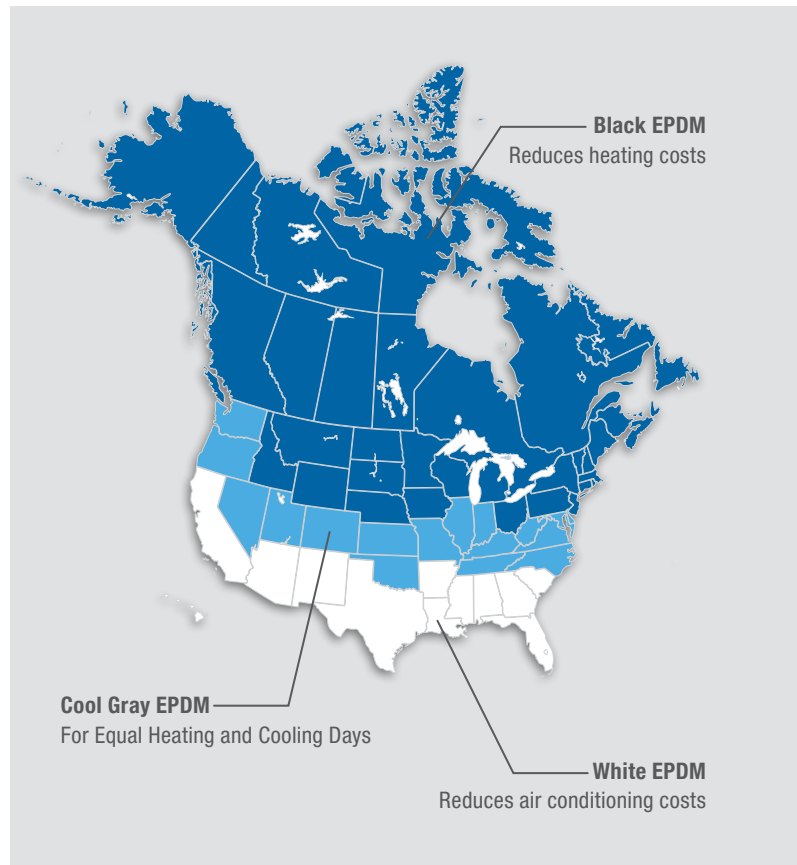 Black EPDM
Reduces heating costs
Cool Gray EPDM
For Equal Heating and Cooling Days
White EPDM
Reduces air conditioning costs